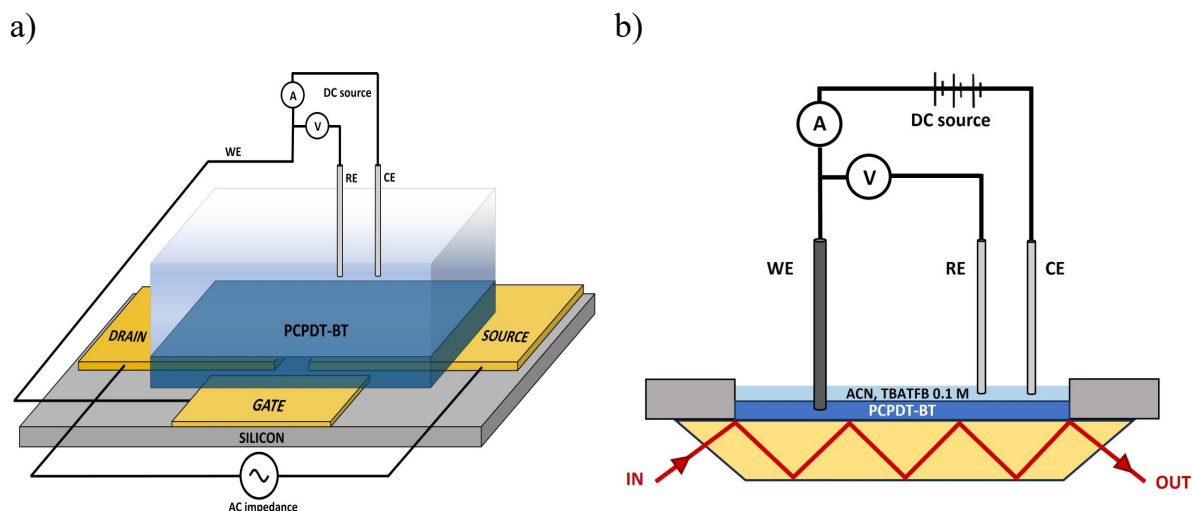 a)
A
DC source
V
WE
RE
CE
PCPDT-BT
DRAIN
SOURCE
GATE
SILICON
AC impedance
b)
A
DC source
V
WE
RE
CE
ACN, TBATFB 0.1 M
PCPDT-BT
IN
OUT